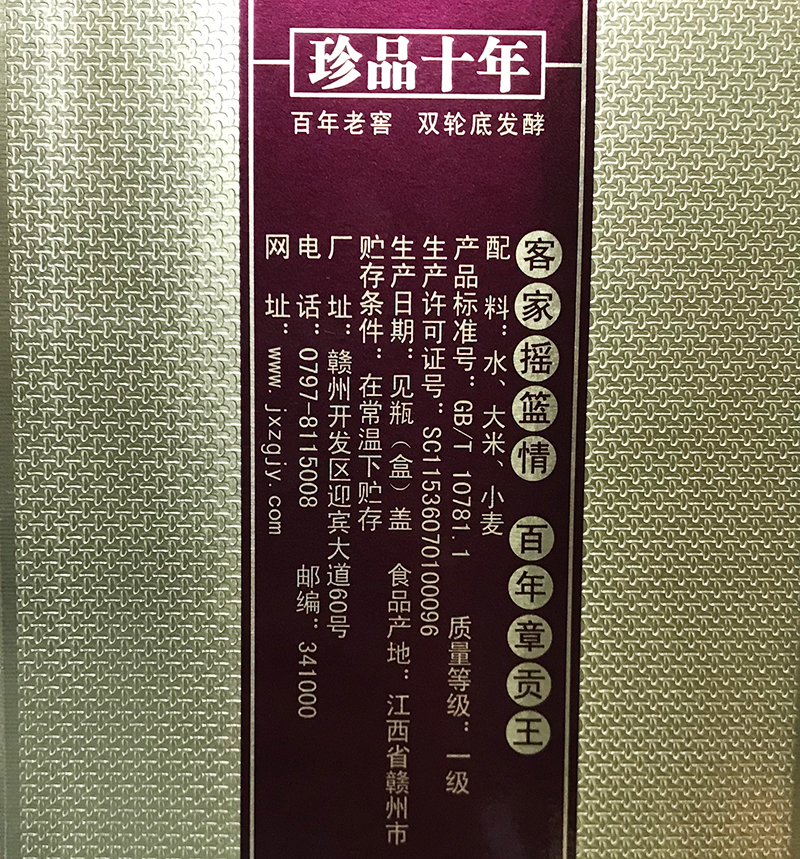 珍品十年
百年老窖 双轮底发酵
客家摇篮情 百年章贡王
配 料：水、大米、小麦
产品标准号：GB/T 10781.1 质量等级：一级
生产许可证号：SC11536070100096
生产日期：见瓶（盒）盖 食品产地：江西省赣州市
贮存条件：在常温下贮存
厂 址：赣州开发区迎宾大道60号
电 话：0797-8115008 邮编：341000
网 址：www.jxzgjy.com